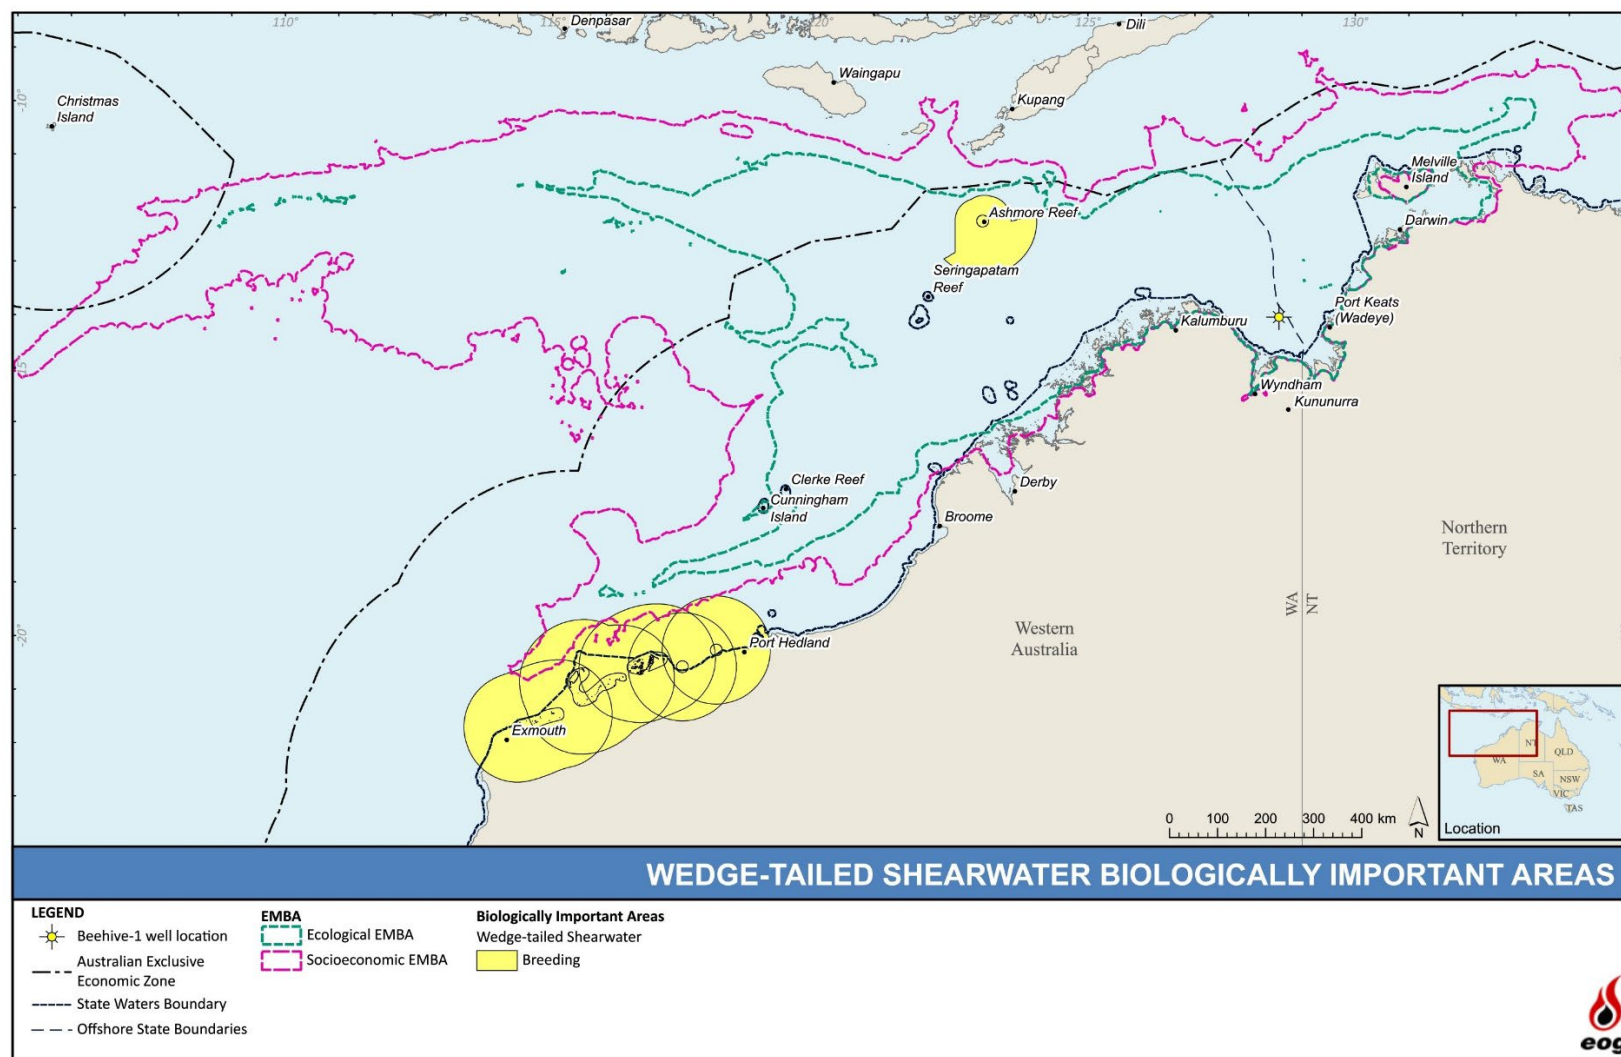 110°
115°
120°
125°
130°
Denpasar
Dili
Waingapu
-10°
Christmas
Island
Kupang
Melville
Island
Ashmore Reef
Darwin
Seringapatam
Reef
Port Keats
(Wadeye)
Kalumburu
-15°
Wyndham
Kununurra
Clerke Reef
Cunningham
Island
Derby
Broome
Northern
Territory
WA
NT
-20°
Port Hedland
Western
Australia
Exmouth
NT
QLD
WA
SA
NSW
VIC
TAS
Location
0 100 200 300 400 km
N
WEDGE-TAILED SHEARWATER BIOLOGICALLY IMPORTANT AREAS
LEGEND
Beehive-1 well location
Australian Exclusive
Economic Zone
State Waters Boundary
Offshore State Boundaries
EMBA
Ecological EMBA
Socioeconomic EMBA
Biologically Important Areas
Wedge-tailed Shearwater
Breeding
eog